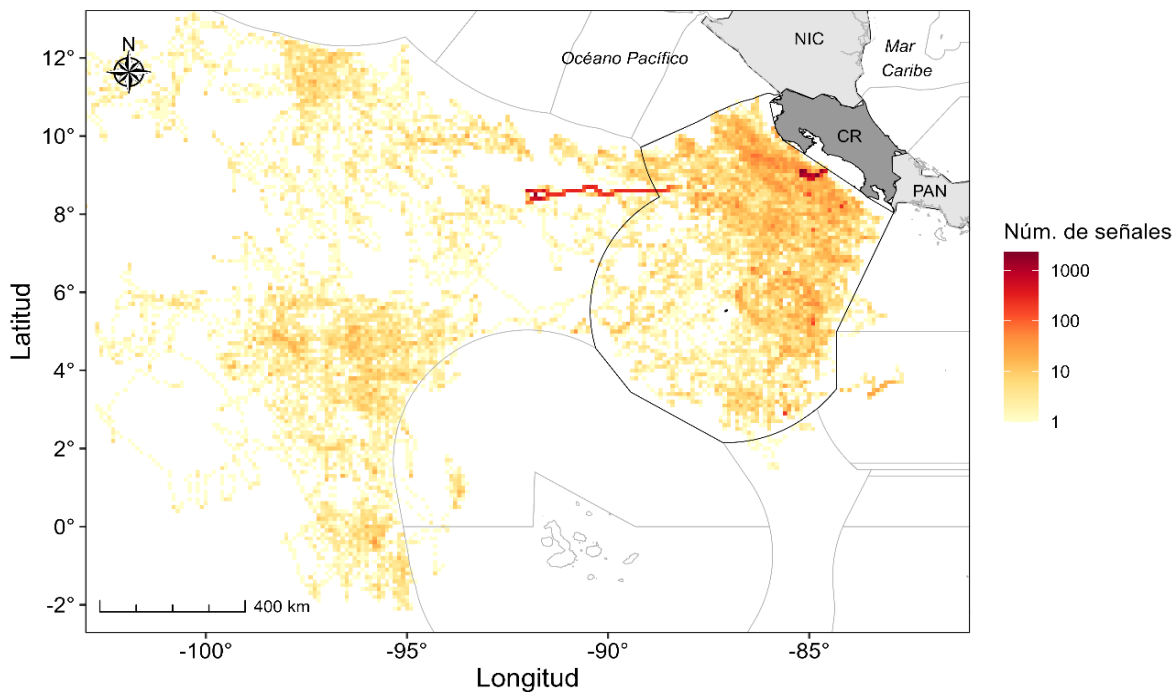 N
NIC
Océano Pacífico
Mar
Caribe
CR
PAN
12°
10°
8°
6°
4°
2°
0°
-2°
Latitud
400 km
-100°
-95°
-90°
-85°
Longitud
Núm. de señales
1000
100
10
1